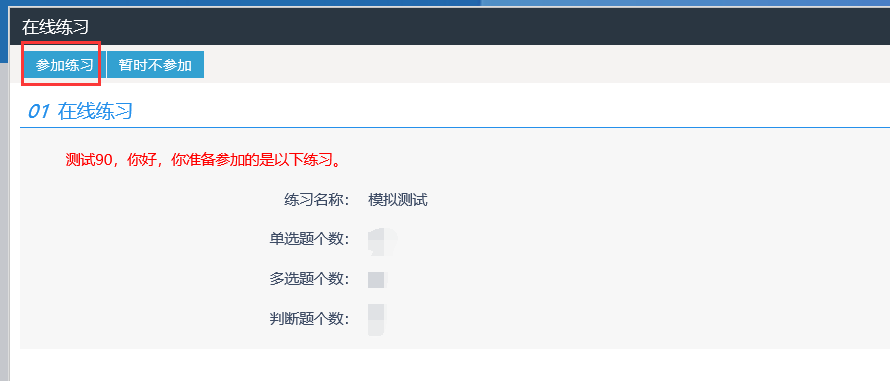 在线练习
参加练习 暂时不参加
01 在线练习
测试90，你好，你准备参加的是以下练习。
练习名称： 模拟测试
单选题个数：
多选题个数：
判断题个数：